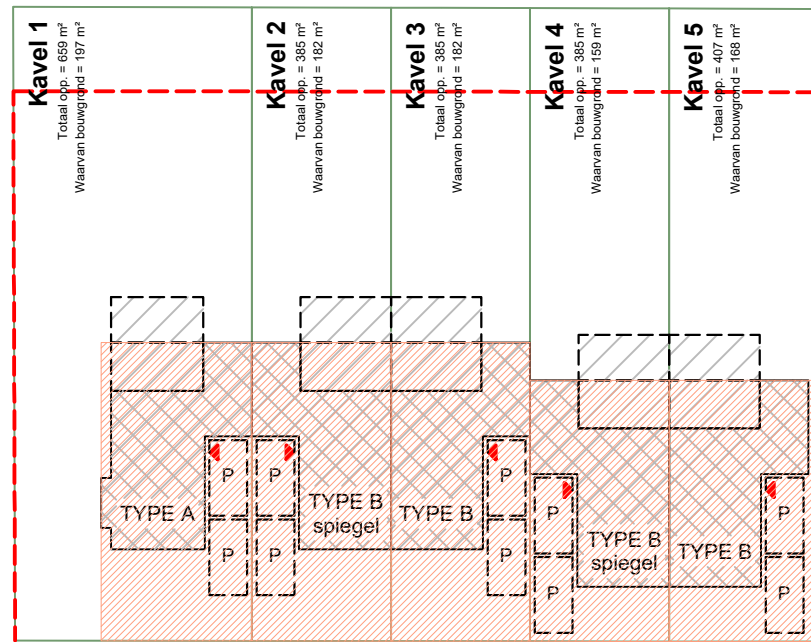 Kavel 1
Totaal opp. = 659 m²
Waarvan bouwgrond = 197 m²
Kavel 2
Totaal opp. = 385 m²
Waarvan bouwgrond = 182 m²
Kavel 3
Totaal opp. = 385 m²
Waarvan bouwgrond = 182 m²
Kavel 4
Totaal opp. = 385 m²
Waarvan bouwgrond = 159 m²
Kavel 5
Totaal opp. = 407 m²
Waarvan bouwgrond = 168 m²
TYPE A
P
P
P
P
TYPE B
spiegel
TYPE B
P
P
P
P
TYPE B
spiegel
TYPE B
P
P